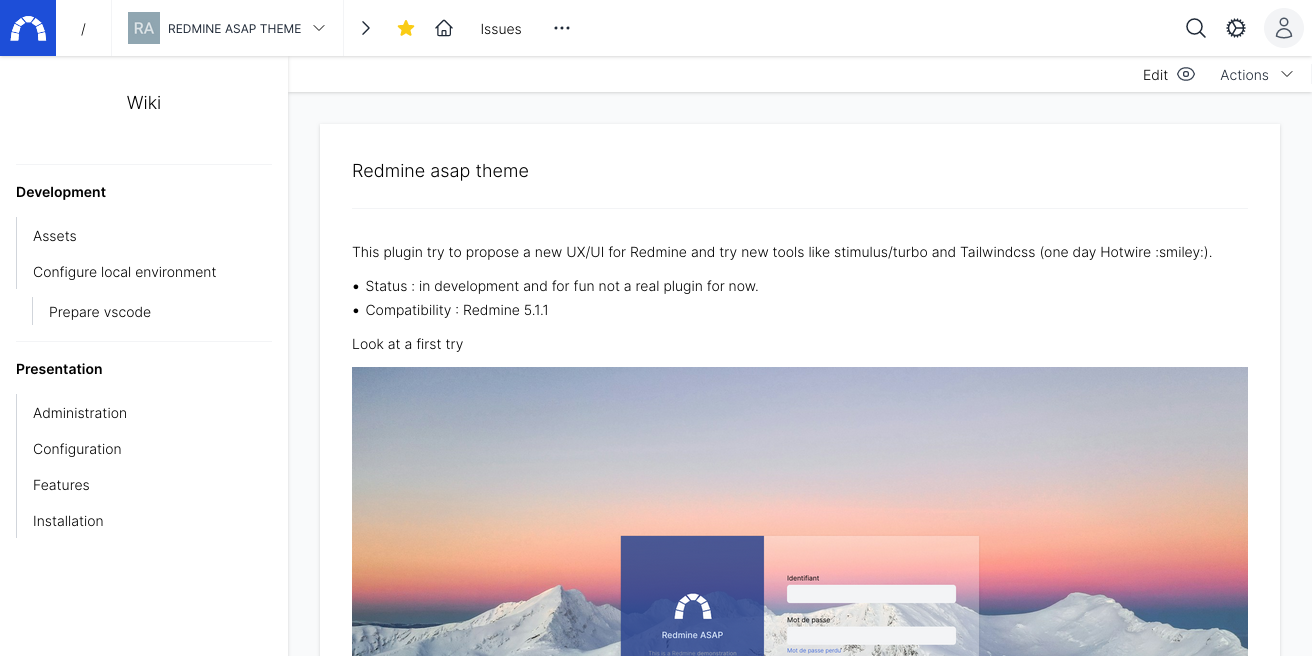 /
RA REDMINE ASAP THEME
Issues
Edit
Actions
Wiki
Development
Assets
Configure local environment
Prepare vscode
Presentation
Administration
Configuration
Features
Installation
Redmine asap theme
This plugin try to propose a new UX/UI for Redmine and try new tools like stimulus/turbo and Tailwindcss (one day Hotwire :smiley:).
• Status : in development and for fun not a real plugin for now.
• Compatibility : Redmine 5.1.1
Look at a first try
Identifiant
Mot de passe
Mot de passe perdu?
Redmine ASAP
This is a Redmine demonstration